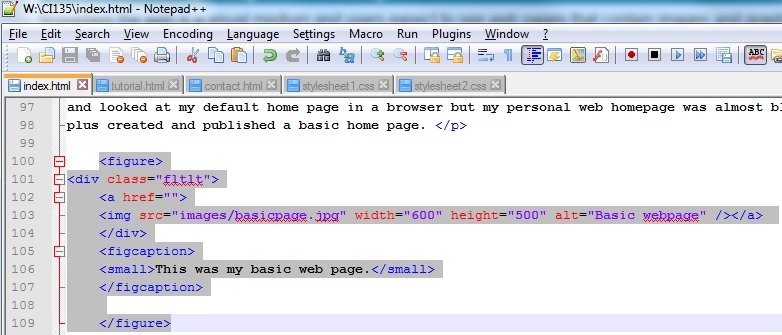 W:\CI135\index.html - Notepad++
File Edit Search View Encoding Language Settings Macro Run Plugins Window ?
ABC
index.html tutorial.html contact.html stylesheet1.css stylesheet2.css
97 and looked at my default home page in a browser but my personal web homepage was almost bl
98 plus created and published a basic home page. </p>
99
100 <figure>
101 <div class="fltlt">
102 <a href="">
103 <img src="images/basicpage.jpg" width="600" height="500" alt="Basic webpage" /></a>
104 </div>
105 <figcaption>
106 <small>This was my basic web page.</small>
107 </figcaption>
108
109 </figure>